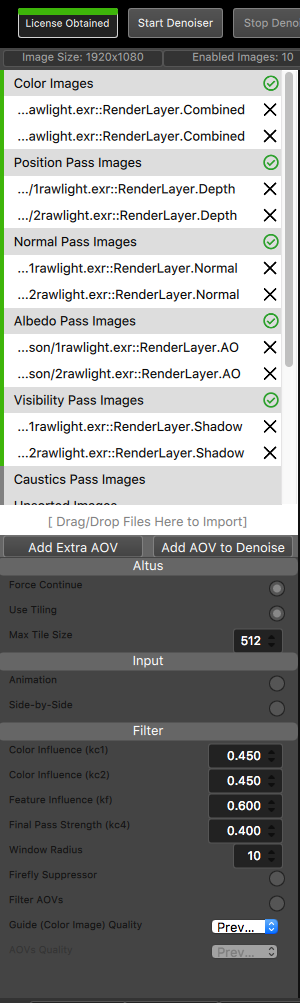 License Obtained Start Denoiser Stop Deno
Image Size: 1920x1080 Enabled Images: 10
Color Images
...awlight.exr::RenderLayer.Combined
...awlight.exr::RenderLayer.Combined
Position Pass Images
.../1rawlight.exr::RenderLayer.Depth
.../2rawlight.exr::RenderLayer.Depth
Normal Pass Images
...1rawlight.exr::RenderLayer.Normal
...2rawlight.exr::RenderLayer.Normal
Albedo Pass Images
...son/1rawlight.exr::RenderLayer.AO
...son/2rawlight.exr::RenderLayer.AO
Visibility Pass Images
...1rawlight.exr::RenderLayer.Shadow
...2rawlight.exr::RenderLayer.Shadow
Caustics Pass Images
Unsorted Images
[ Drag/Drop Files Here to Import]
Add Extra AOV Add AOV to Denoise
Altus
Force Continue
Use Tiling
Max Tile Size 512
Input
Animation
Side-by-Side
Filter
Color Influence (kc1) 0.450
Color Influence (kc2) 0.450
Feature Influence (kf) 0.600
Final Pass Strength (kc4) 0.400
Window Radius 10
Firefly Suppressor
Filter AOVs
Guide (Color Image) Quality Prev...
AOVs Quality Prev...